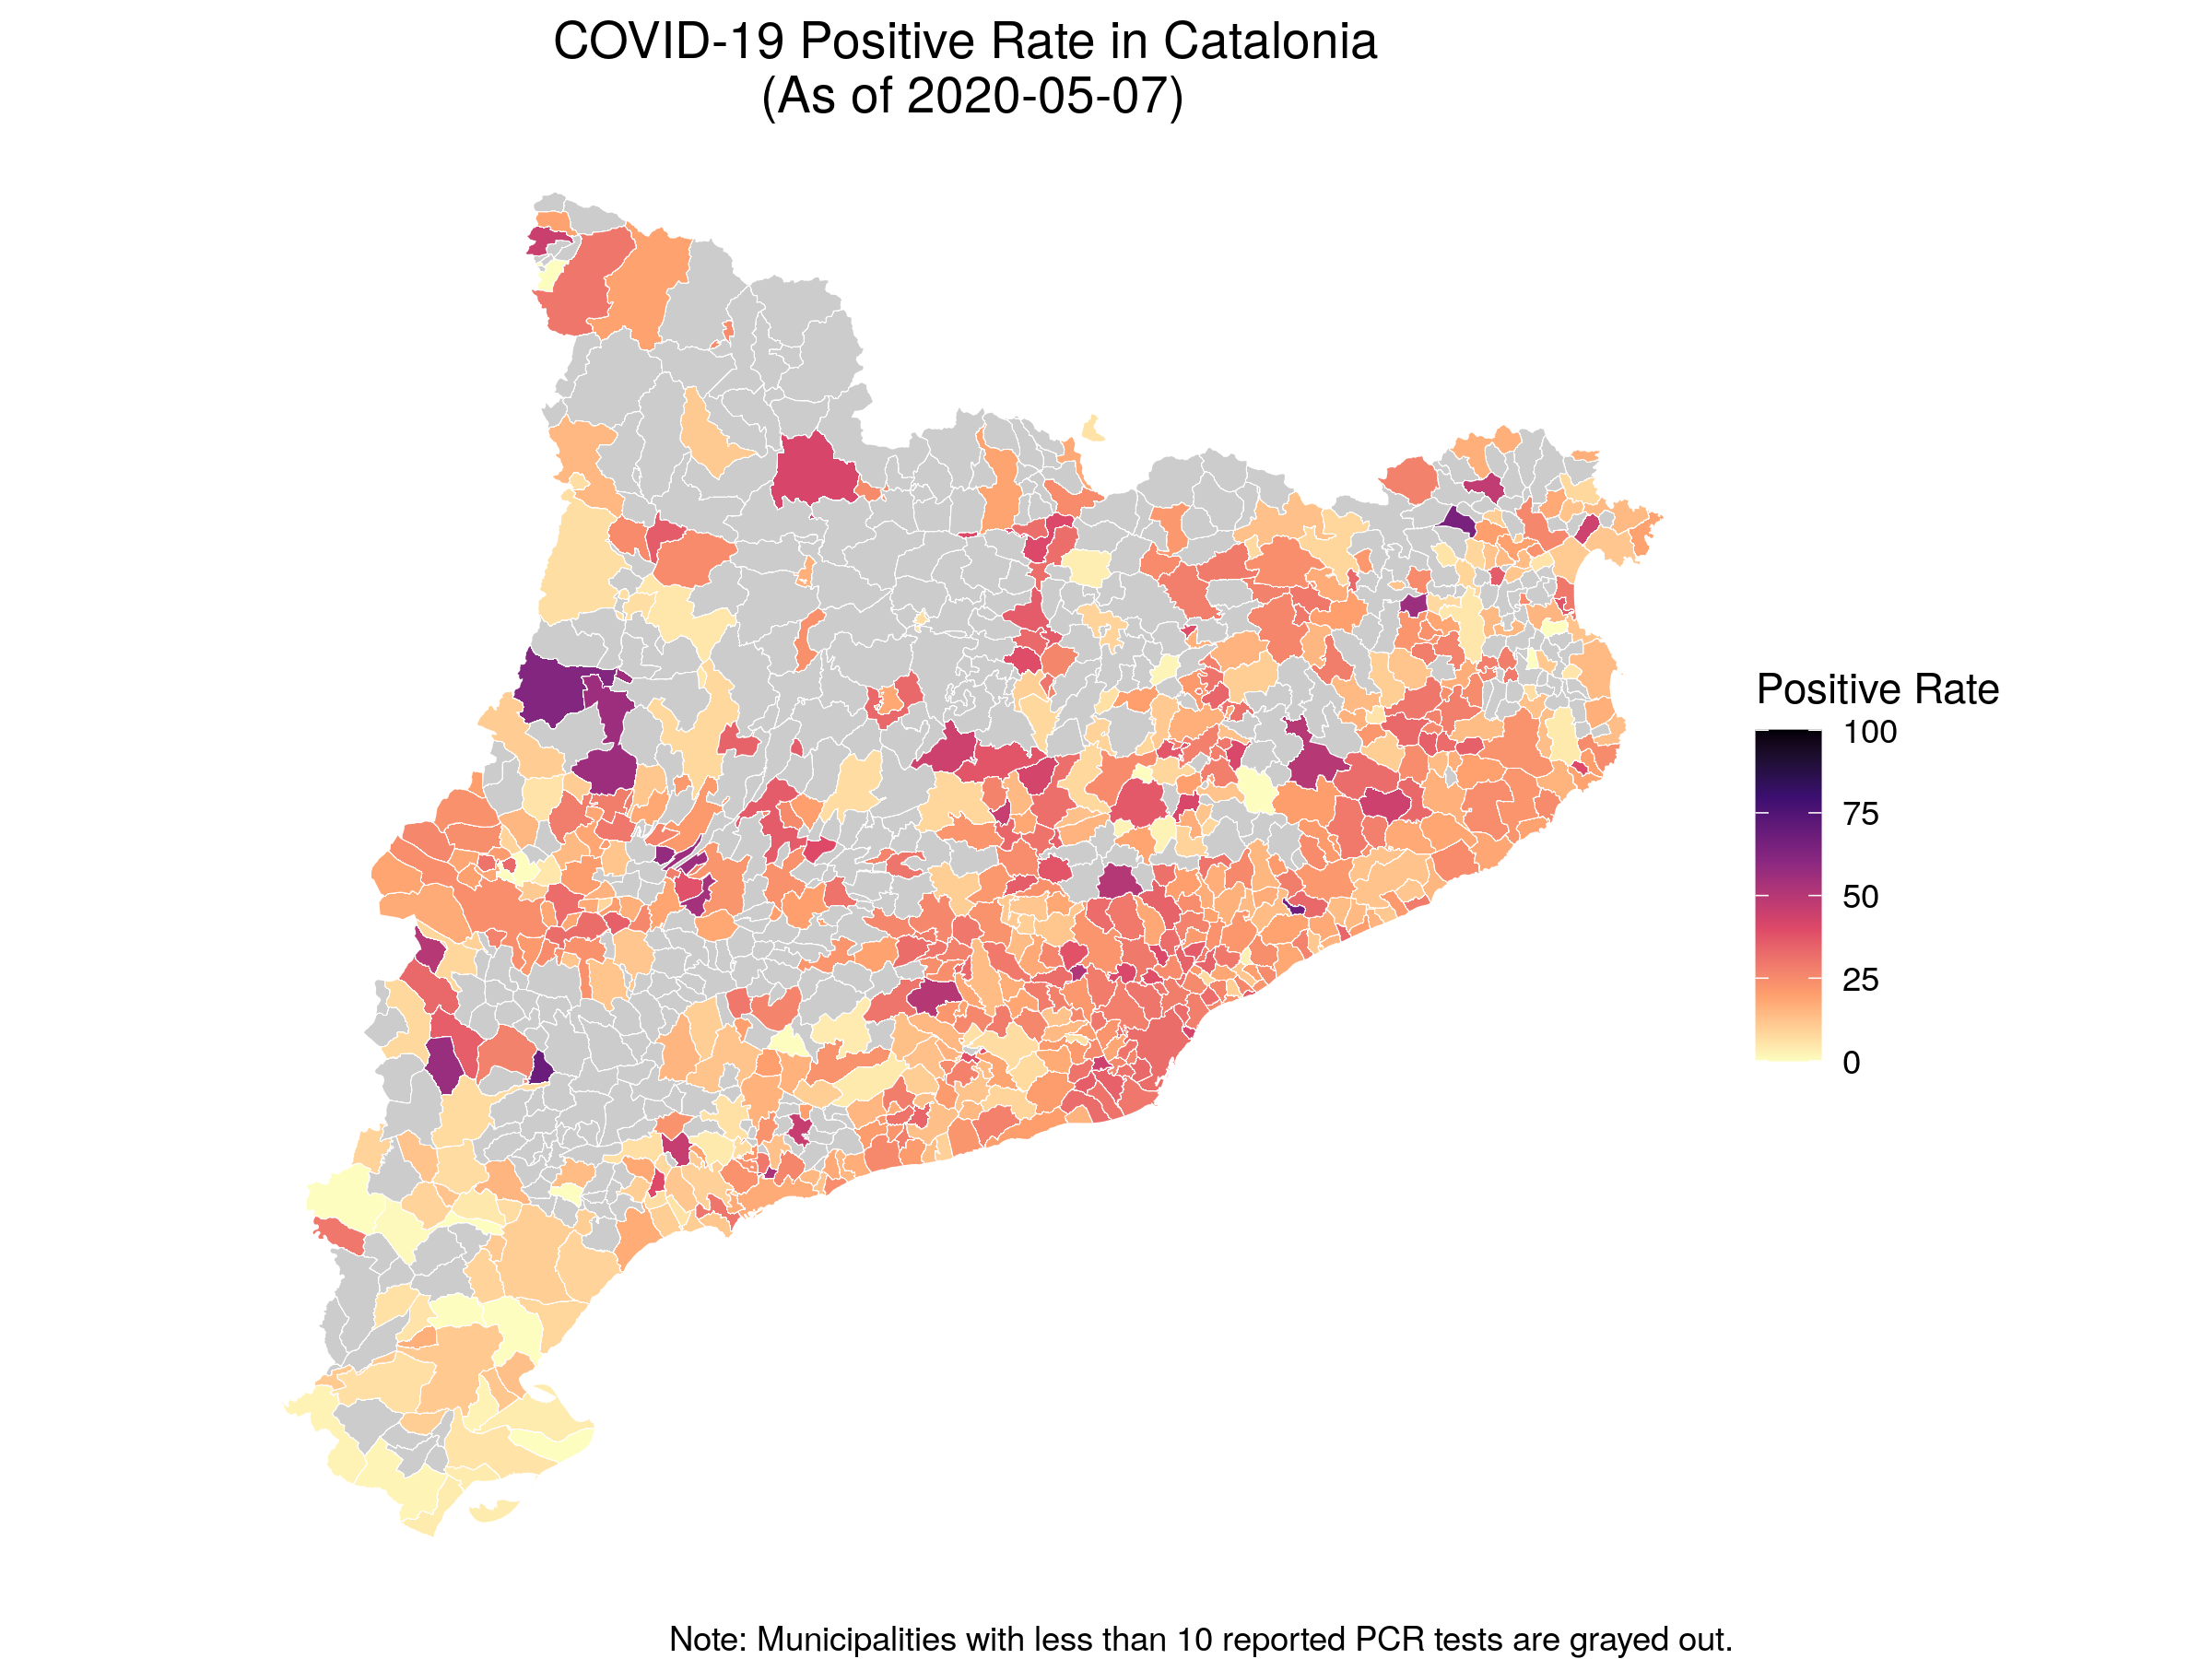 COVID-19 Positive Rate in Catalonia
(As of 2020-05-07)
Positive Rate
100
75
50
25
0
Note: Municipalities with less than 10 reported PCR tests are grayed out.